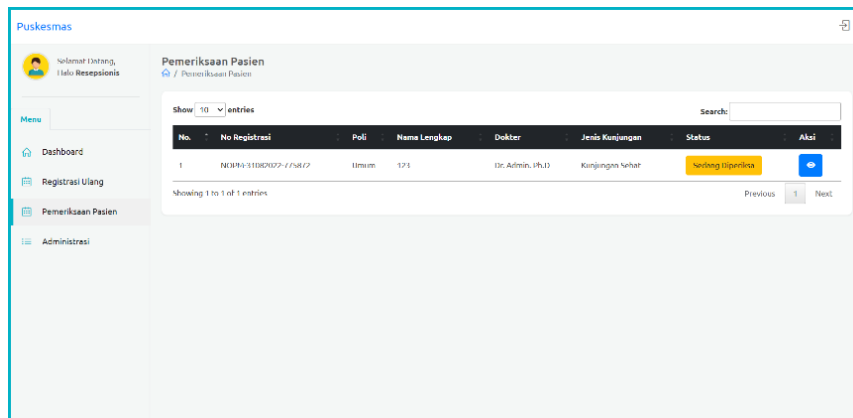 Puskesmas
Selamat Datang,
Halo Resepsionis
Pemeriksaan Pasien
/ Pemeriksaan Pasien
Menu
Dashboard
Registrasi Ulang
Pemeriksaan Pasien
Administrasi
Show 10 entries
Search:
No. No Registrasi Poli Nama Lengkap Dokter Jenis Kunjungan Status Aksi
1 Umum 123 Dr. Admin. Ph.D Kunjungan Sehat Sedang Diperiksa
Showing 1 to 1 of 1 entries
Previous 1 Next